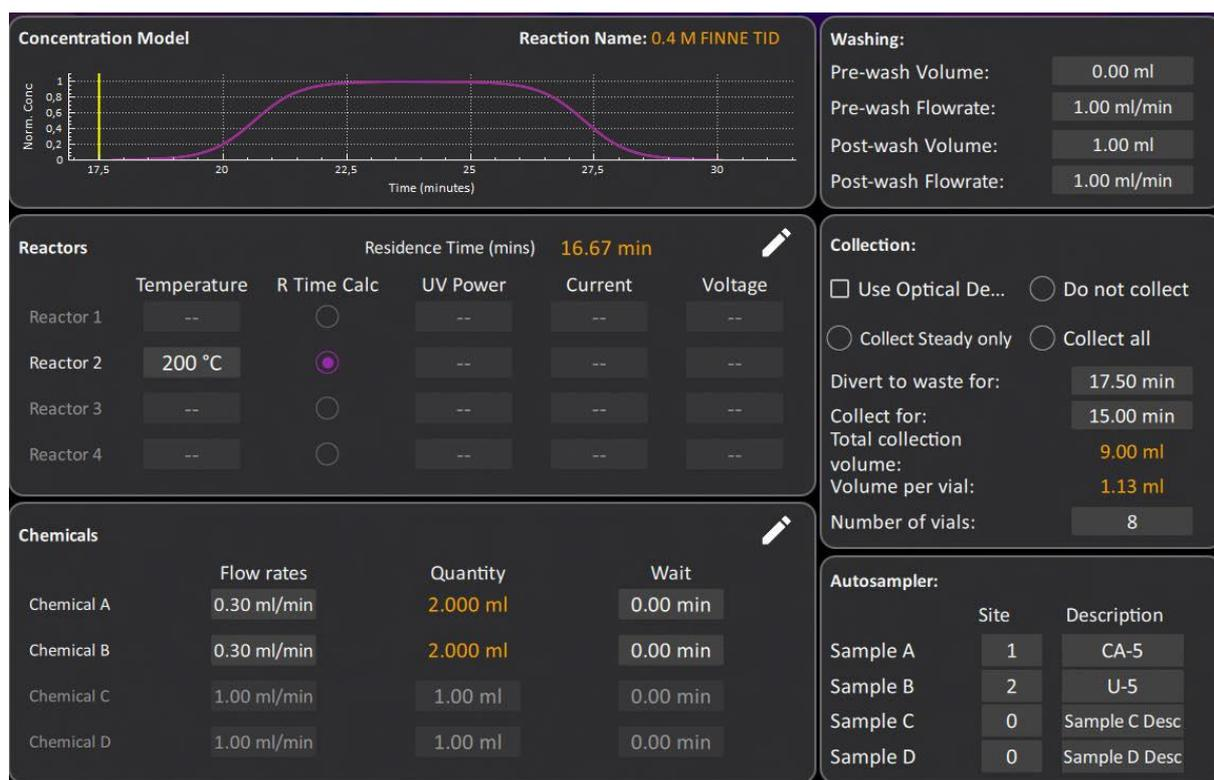 Concentration Model Reaction Name: 0.4 M FINNE TID
Norm. Conc
1
0,8
0,6
0,4
0,2
0
17,5 20 22,5 25 27,5 30
Time (minutes)
Washing:
Pre-wash Volume: 0.00 ml
Pre-wash Flowrate: 1.00 ml/min
Post-wash Volume: 1.00 ml
Post-wash Flowrate: 1.00 ml/min
Reactors Residence Time (mins) 16.67 min
Temperature R Time Calc UV Power Current Voltage
Reactor 1 -- -- -- --
Reactor 2 200 °C -- -- --
Reactor 3 -- -- -- --
Reactor 4 -- -- -- --
Collection:
Use Optical De... Do not collect
Collect Steady only Collect all
Divert to waste for: 17.50 min
Collect for: 15.00 min
Total collection
volume: 9.00 ml
Volume per vial: 1.13 ml
Number of vials: 8
Chemicals
Flow rates Quantity Wait
Chemical A 0.30 ml/min 2.000 ml 0.00 min
Chemical B 0.30 ml/min 2.000 ml 0.00 min
Chemical C 1.00 ml/min 1.00 ml 0.00 min
Chemical D 1.00 ml/min 1.00 ml 0.00 min
Autosampler:
Site Description
Sample A 1 CA-5
Sample B 2 U-5
Sample C 0 Sample C Desc
Sample D 0 Sample D Desc